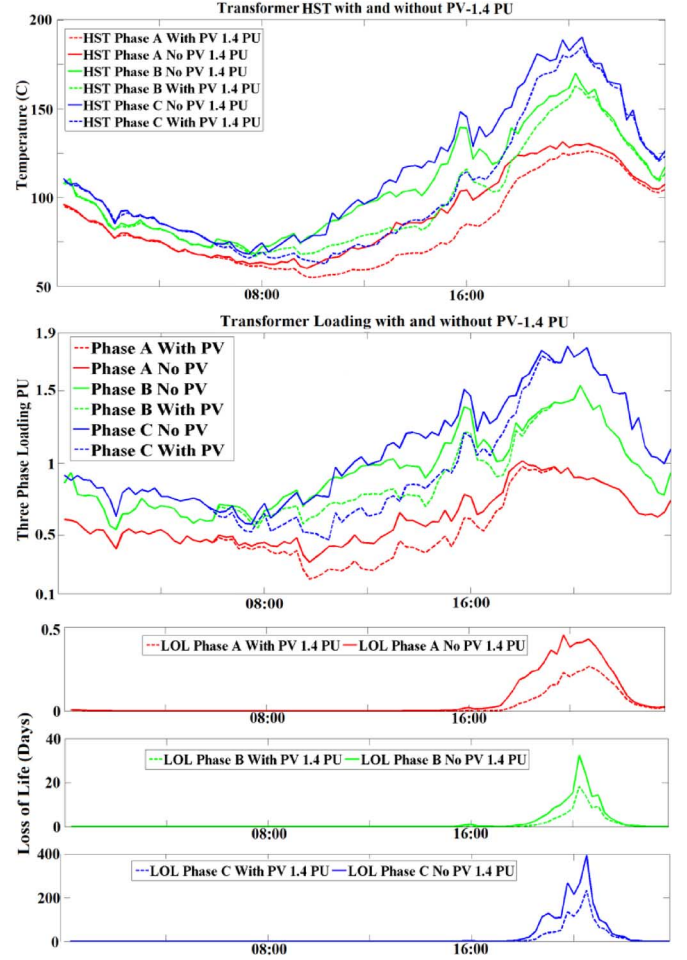 Transformer HST with and without PV-1.4 PU
200
150
100
50
Temperature (C)
HST Phase A With PV 1.4 PU
HST Phase A No PV 1.4 PU
HST Phase B No PV 1.4 PU
HST Phase B With PV 1.4 PU
HST Phase C No PV 1.4 PU
HST Phase C With PV 1.4 PU
08:00 16:00
Transformer Loading with and without PV-1.4 PU
1.9
1.5
1
0.5
0.1
Three Phase Loading PU
Phase A With PV
Phase A No PV
Phase B No PV
Phase B With PV
Phase C No PV
Phase C With PV
08:00 16:00
Loss of Life (Days)
0.5
0
LOL Phase A With PV 1.4 PU LOL Phase A No PV 1.4 PU
08:00 16:00
40
20
0
LOL Phase B With PV 1.4 PU LOL Phase B No PV 1.4 PU
08:00 16:00
400
200
0
LOL Phase C With PV 1.4 PU LOL Phase C No PV 1.4 PU
08:00 16:00